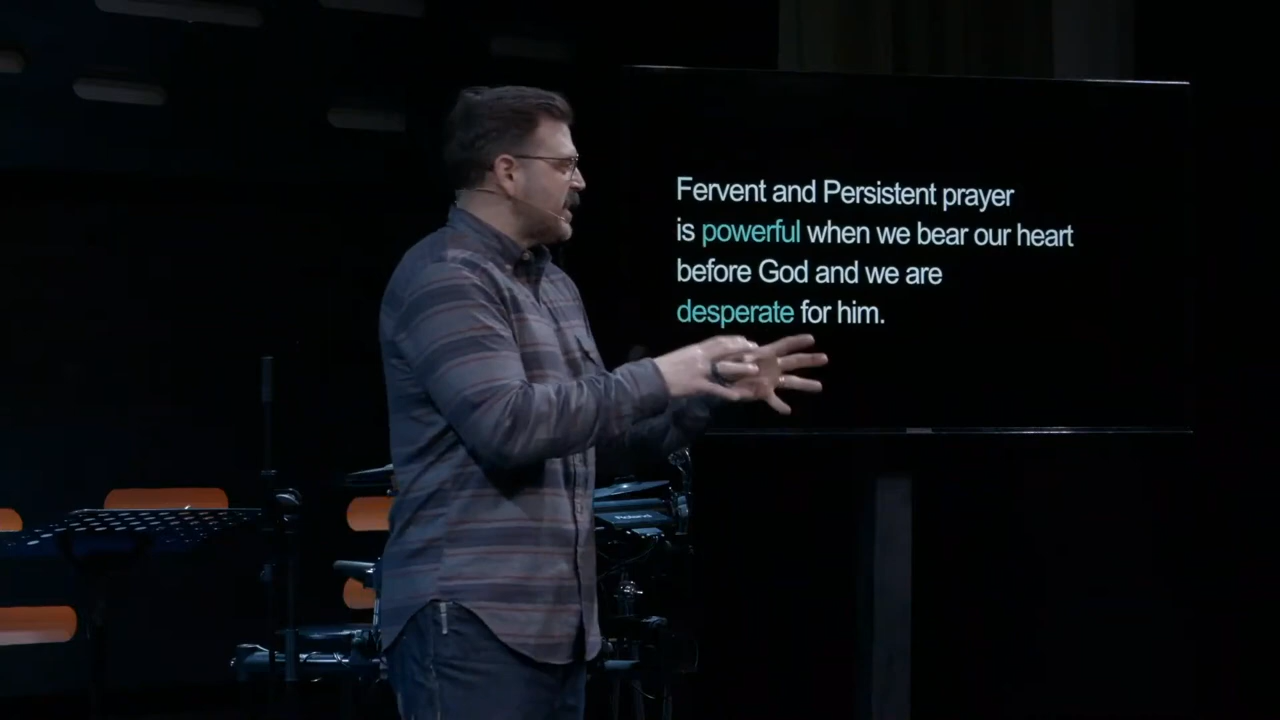 Fervent and Persistent prayer
is powerful when we bear our heart
before God and we are
desperate for him.
Roland